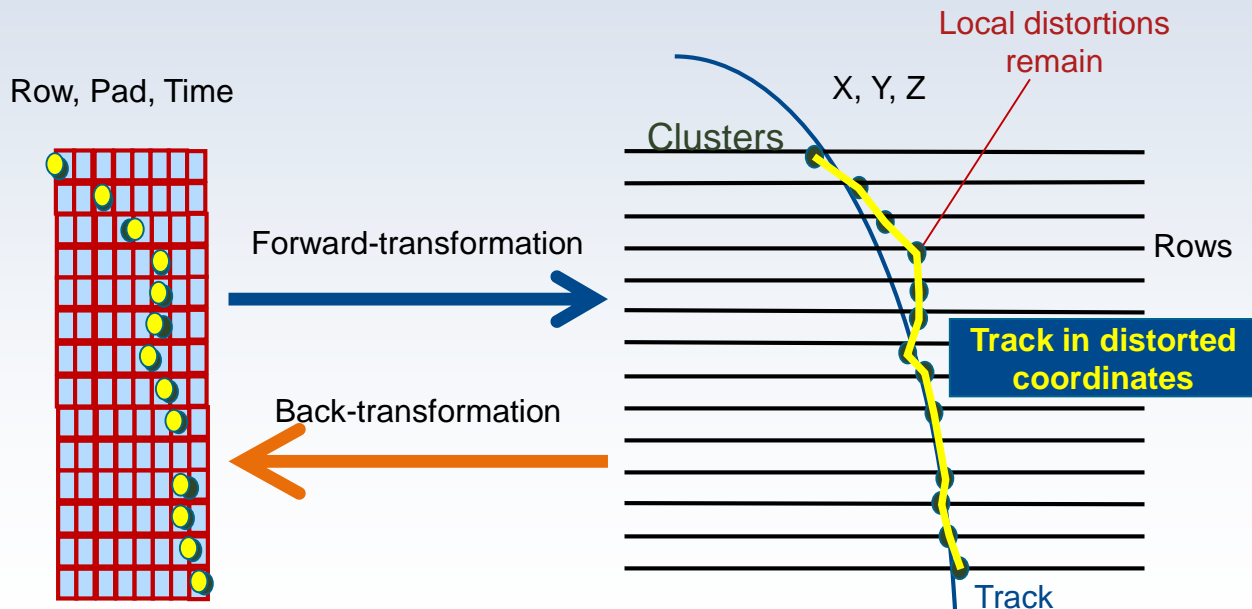 Local distortions
remain
Row, Pad, Time
X, Y, Z
Clusters
Forward-transformation
Rows
Track in distorted
coordinates
Back-transformation
Track